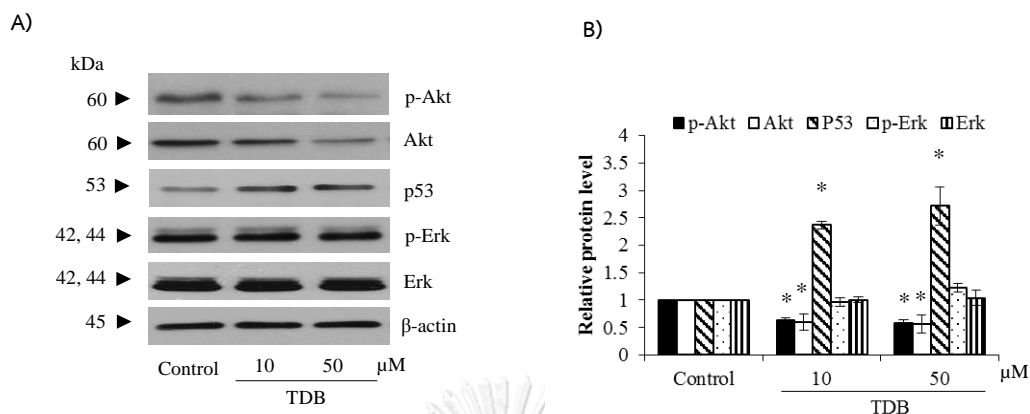 A)
kDa
60 ► p-Akt
60 ► Akt
53 ► p53
42, 44 ► p-Erk
42, 44 ► Erk
45 ► β-actin
Control 10 50 µM
TDB
B)
p-Akt Akt P53 p-Erk Erk
Relative protein level
4
3.5
3
2.5
2
1.5
1
0.5
0
* * *
* * *
Control 10 50 µM
TDB